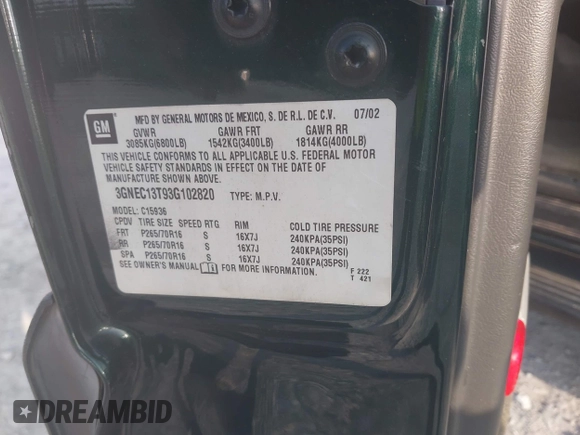 GM
MFD BY GENERAL MOTORS DE MEXICO, S. DE R.L. DE C.V. 07/02
GVWR GAWR FRT GAWR RR
3085KG(6800LB) 1542KG(3400LB) 1814KG(4000LB)
THIS VEHICLE CONFORMS TO ALL APPLICABLE U.S. FEDERAL MOTOR
VEHICLE SAFETY STANDARDS IN EFFECT ON THE DATE OF
MANUFACTURE SHOWN ABOVE.
3GNEC13T93G102820 TYPE: M.P.V.
MODEL: C15936
CPDV TIRE SIZE SPEED RTG RIM COLD TIRE PRESSURE
FRT P265/70R16 S 16X7J 240KPA(35PSI)
RR P265/70R16 S 16X7J 240KPA(35PSI)
SPA P265/70R16 S 16X7J 240KPA(35PSI)
SEE OWNER'S MANUAL FOR MORE INFORMATION. F 222
T 421
DREAMBID